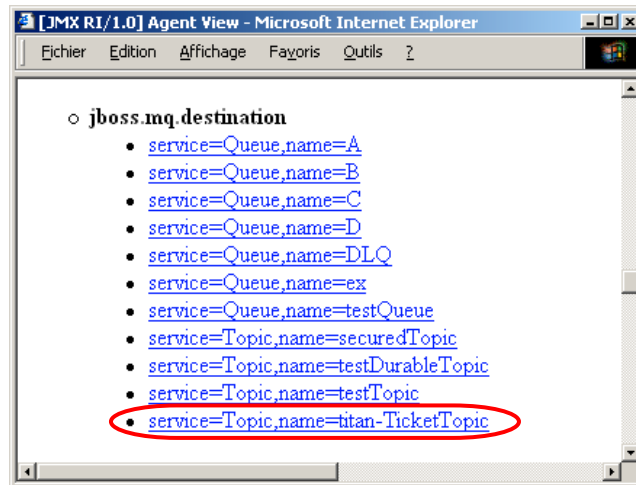 [JMX RI/1.0] Agent View - Microsoft Internet Explorer
Fichier Edition Affichage Favoris Outils ?
jboss.mq.destination
service=Queue,name=A
service=Queue,name=B
service=Queue,name=C
service=Queue,name=D
service=Queue,name=DLQ
service=Queue,name=ex
service=Queue,name=testQueue
service=Topic,name=securedTopic
service=Topic,name=testDurableTopic
service=Topic,name=testTopic
service=Topic,name=titan-TicketTopic